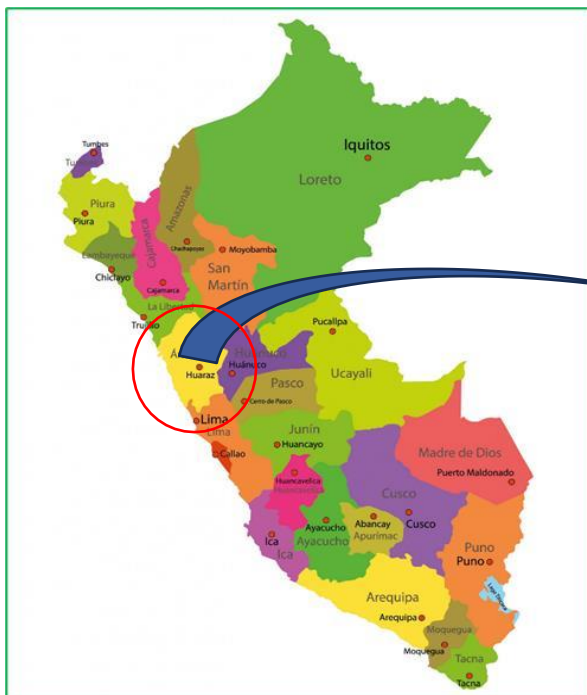 Iquitos
Loreto
Tumbes
Piura
Piura
Amazonas
Chachapoyas
Moyobamba
Lambayeque
Chiclayo
Cajamarca
Cajamarca
San
Martín
La Libertad
Trujillo
Pucallpa
Ucayali
Huaraz
Huánuco
Pasco
Cerro de Pasco
Lima
Lima
Callao
Junín
Huancayo
Madre de Dios
Puerto Maldonado
Huancavelica
Huancavelica
Cusco
Cusco
Ayacucho
Ayacucho
Abancay
Apurímac
Ica
Ica
Puno
Puno
Lago Titicaca
Arequipa
Arequipa
Moquegua
Moquegua
Tacna
Tacna